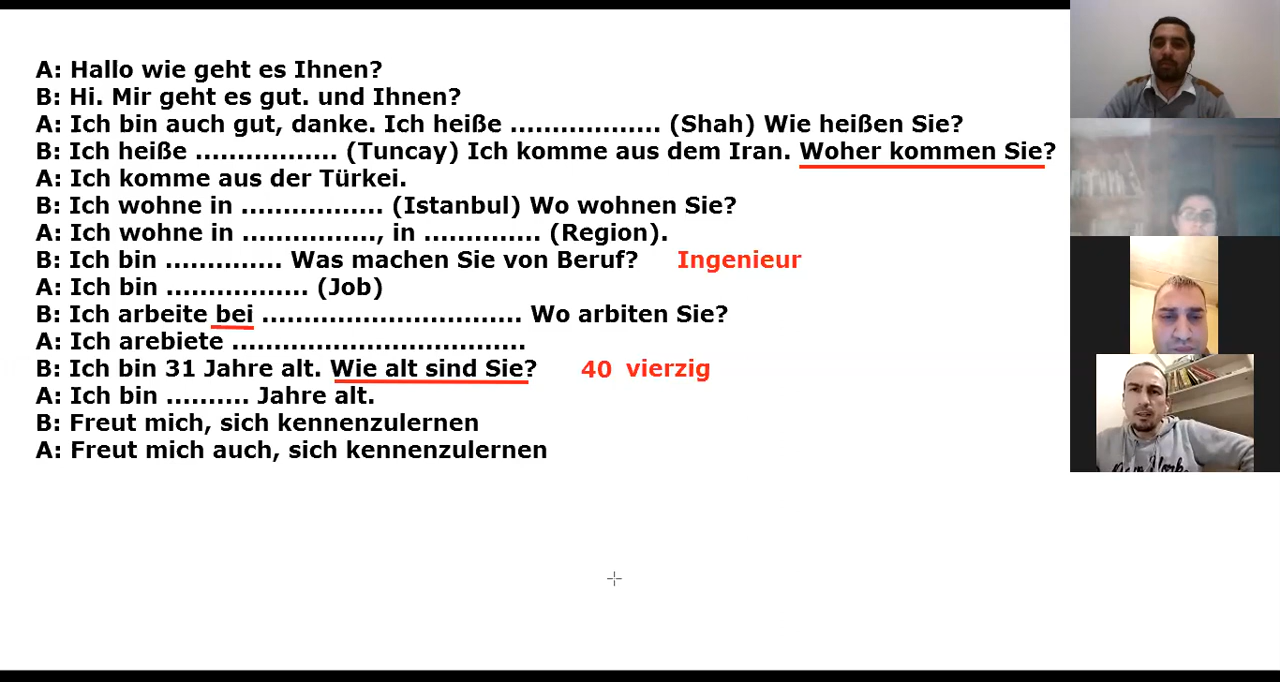 A: Hallo wie geht es Ihnen?
B: Hi. Mir geht es gut. und Ihnen?
A: Ich bin auch gut, danke. Ich heiße .................. (Shah) Wie heißen Sie?
B: Ich heiße ................. (Tuncay) Ich komme aus dem Iran. Woher kommen Sie?
A: Ich komme aus der Türkei.
B: Ich wohne in ................. (Istanbul) Wo wohnen Sie?
A: Ich wohne in ................, in .............. (Region).
B: Ich bin .............. Was machen Sie von Beruf? Ingenieur
A: Ich bin ................. (Job)
B: Ich arbeite bei ............................... Wo arbiten Sie?
A: Ich arebiete ...................................
B: Ich bin 31 Jahre alt. Wie alt sind Sie? 40 vierzig
A: Ich bin .......... Jahre alt.
B: Freut mich, sich kennenzulernen
A: Freut mich auch, sich kennenzulernen
New York